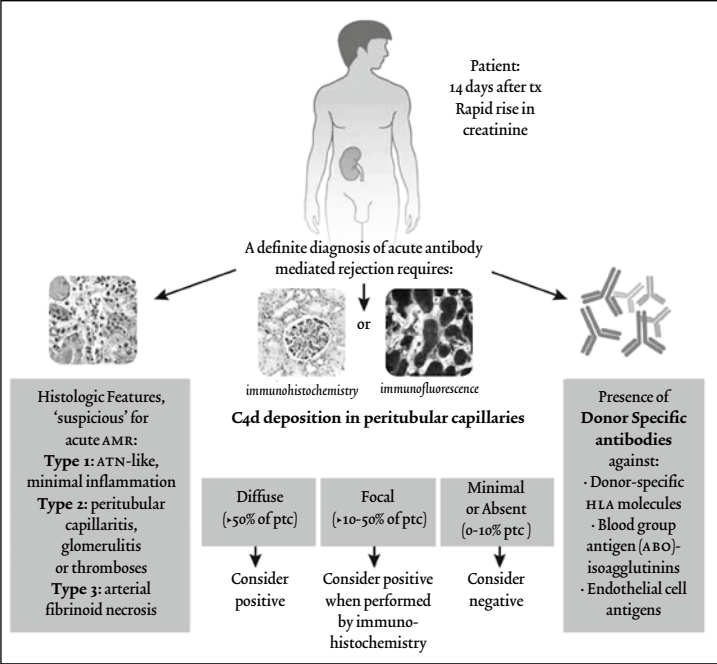 Patient:
14 days after tx
Rapid rise in
creatinine
A definite diagnosis of acute antibody
mediated rejection requires:
or
immunohistochemistry
immunofluorescence
C4d deposition in peritubular capillaries
Histologic Features,
‘suspicious’ for
acute AMR:
Type 1: ATN-like,
minimal inflammation
Type 2: peritubular
capillaritis,
glomerulitis
or thromboses
Type 3: arterial
fibrinoid necrosis
Diffuse
(>50% of ptc)
Consider
positive
Focal
(>10-50% of ptc)
Consider positive
when performed
by immuno-
histochemistry
Minimal
or Absent
(0-10% ptc )
Consider
negative
Presence of
Donor Specific
antibodies
against:
· Donor-specific
HLA molecules
· Blood group
antigen (ABO)-
isoagglutinins
· Endothelial cell
antigens